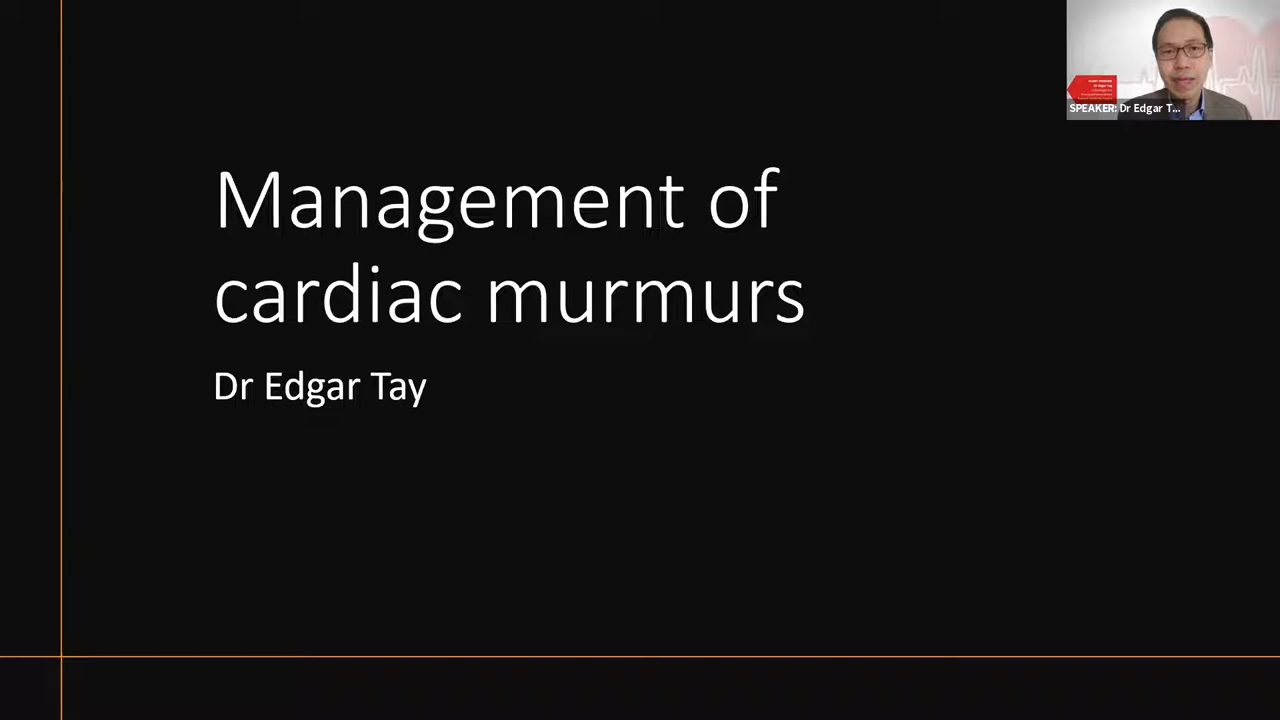 Management of
cardiac murmurs
Dr Edgar Tay
SPEAKER: Dr Edgar T...